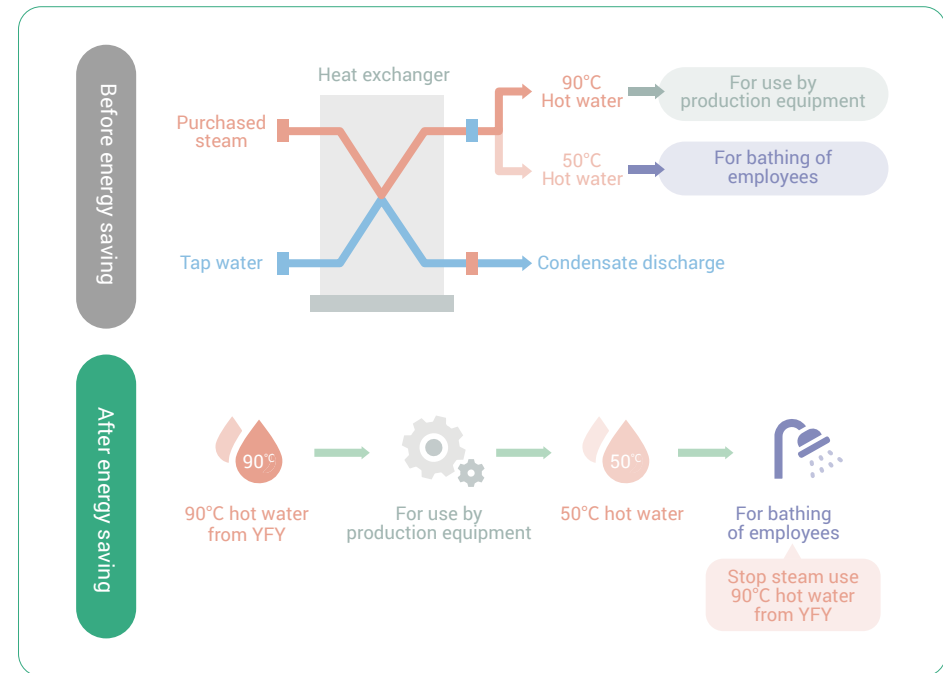 Before energy saving
Heat exchanger
Purchased
steam
Tap water
90°C
Hot water
For use by
production equipment
50°C
Hot water
For bathing of
employees
Condensate discharge
After energy saving
90°C
90°C hot water
from YFY
For use by
production equipment
50°C
50°C hot water
For bathing
of employees
Stop steam use
90°C hot water
from YFY